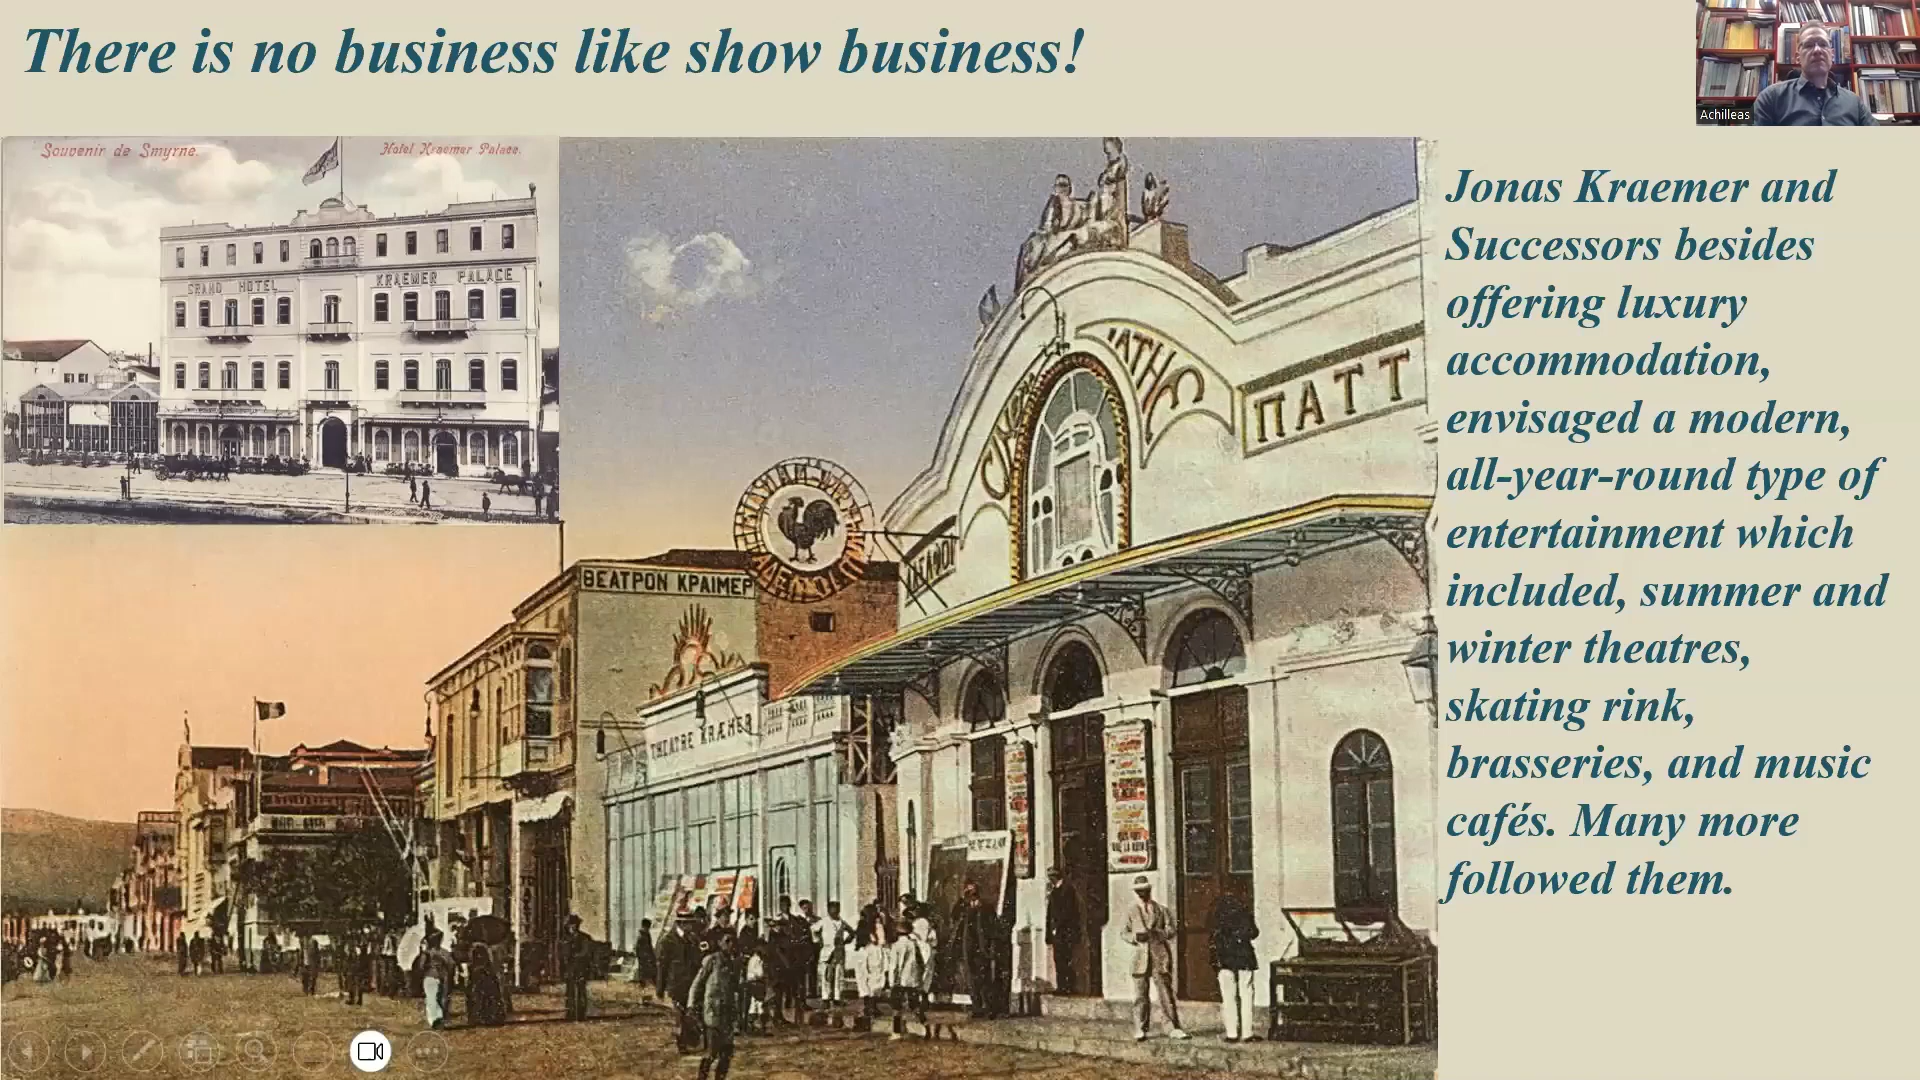 There is no business like show business!
Achilleas
Souvenir de Smyrne.
Hotel Kraemer Palace.
GRAND HOTEL
KRAEMER PALACE
ΠΑΤΤ
ΘΕΑΤΡΟΝ ΚΡΑΙΜΕΡ
THEATRE KRÆMER
Jonas Kraemer and
Successors besides
offering luxury
accommodation,
envisaged a modern,
all-year-round type of
entertainment which
included, summer and
winter theatres,
skating rink,
brasseries, and music
cafés. Many more
followed them.